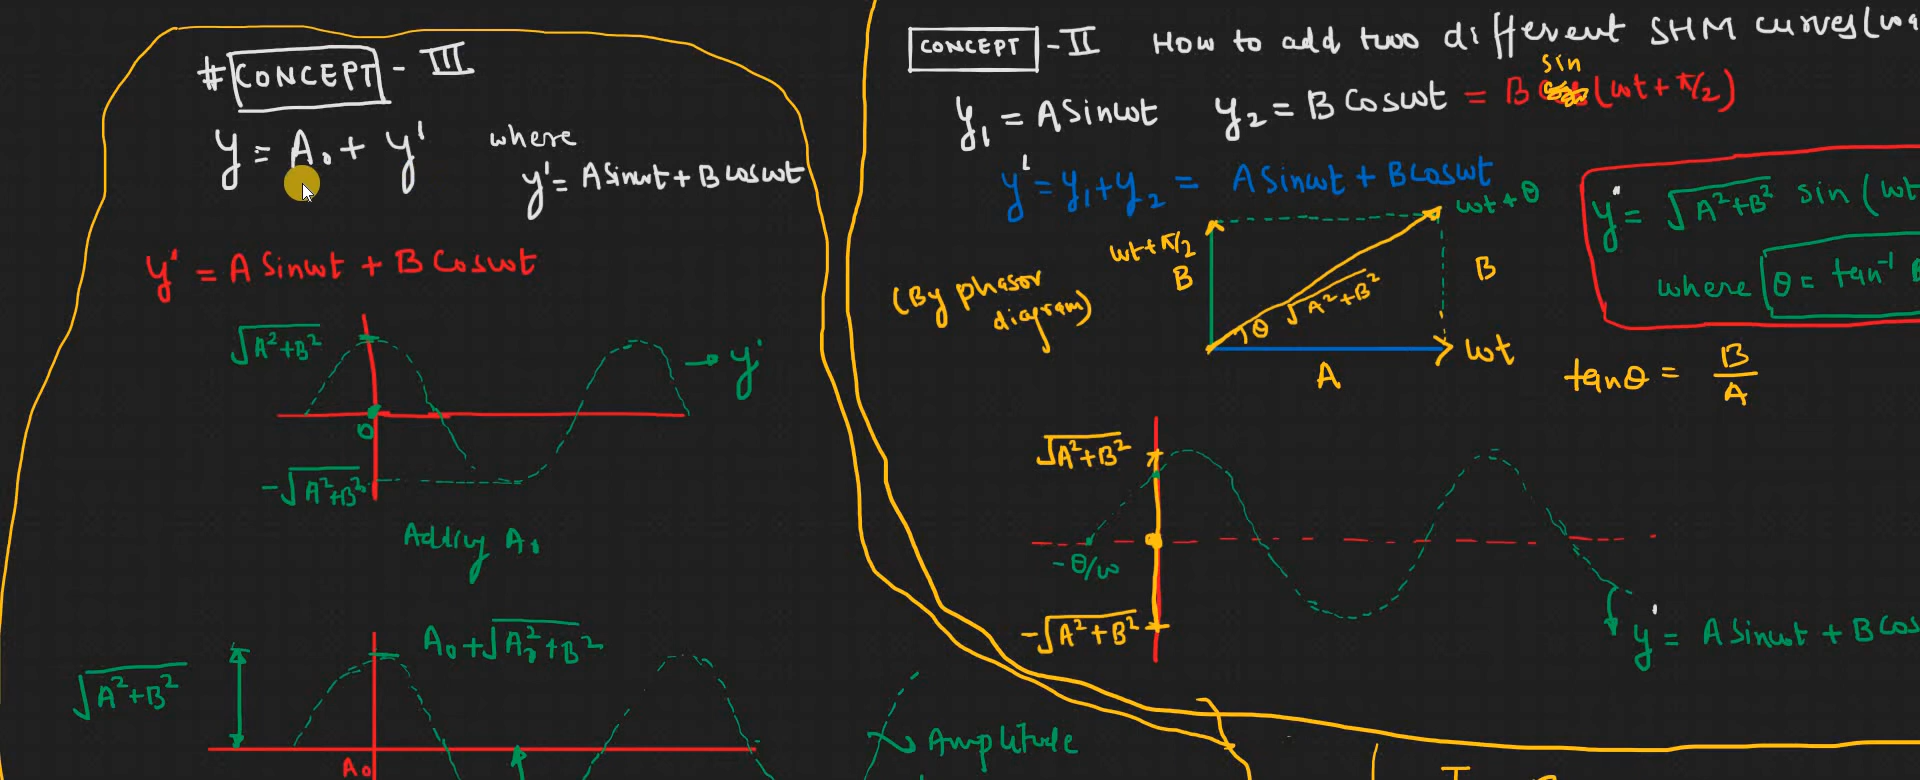 # CONCEPT - III
y = A₀ + y' where
y' = A sinωt + B cosωt
y' = A Sinωt + B Cosωt
√A²+B²
→ y'
0
-√A²+B²
Adding A₀
A₀+√A²+B²
√A²+B²
A₀
CONCEPT - II How to add two different SHM curves(wa
y₁ = A Sinωt y₂ = B Cosωt = B sin (ωt + π/2)
y' = y₁ + y₂ = A Sinωt + B Cosωt
ωt + θ
ωt + π/2
B
(By phasor
diagram)
θ √A²+B²
B
A
ωt
y' = √A²+B² sin (ωt
where θ = tan⁻¹ B
tanθ = B/A
√A²+B²
-θ/ω
-√A²+B²
y' = A Sinωt + B Cos
Amplitude